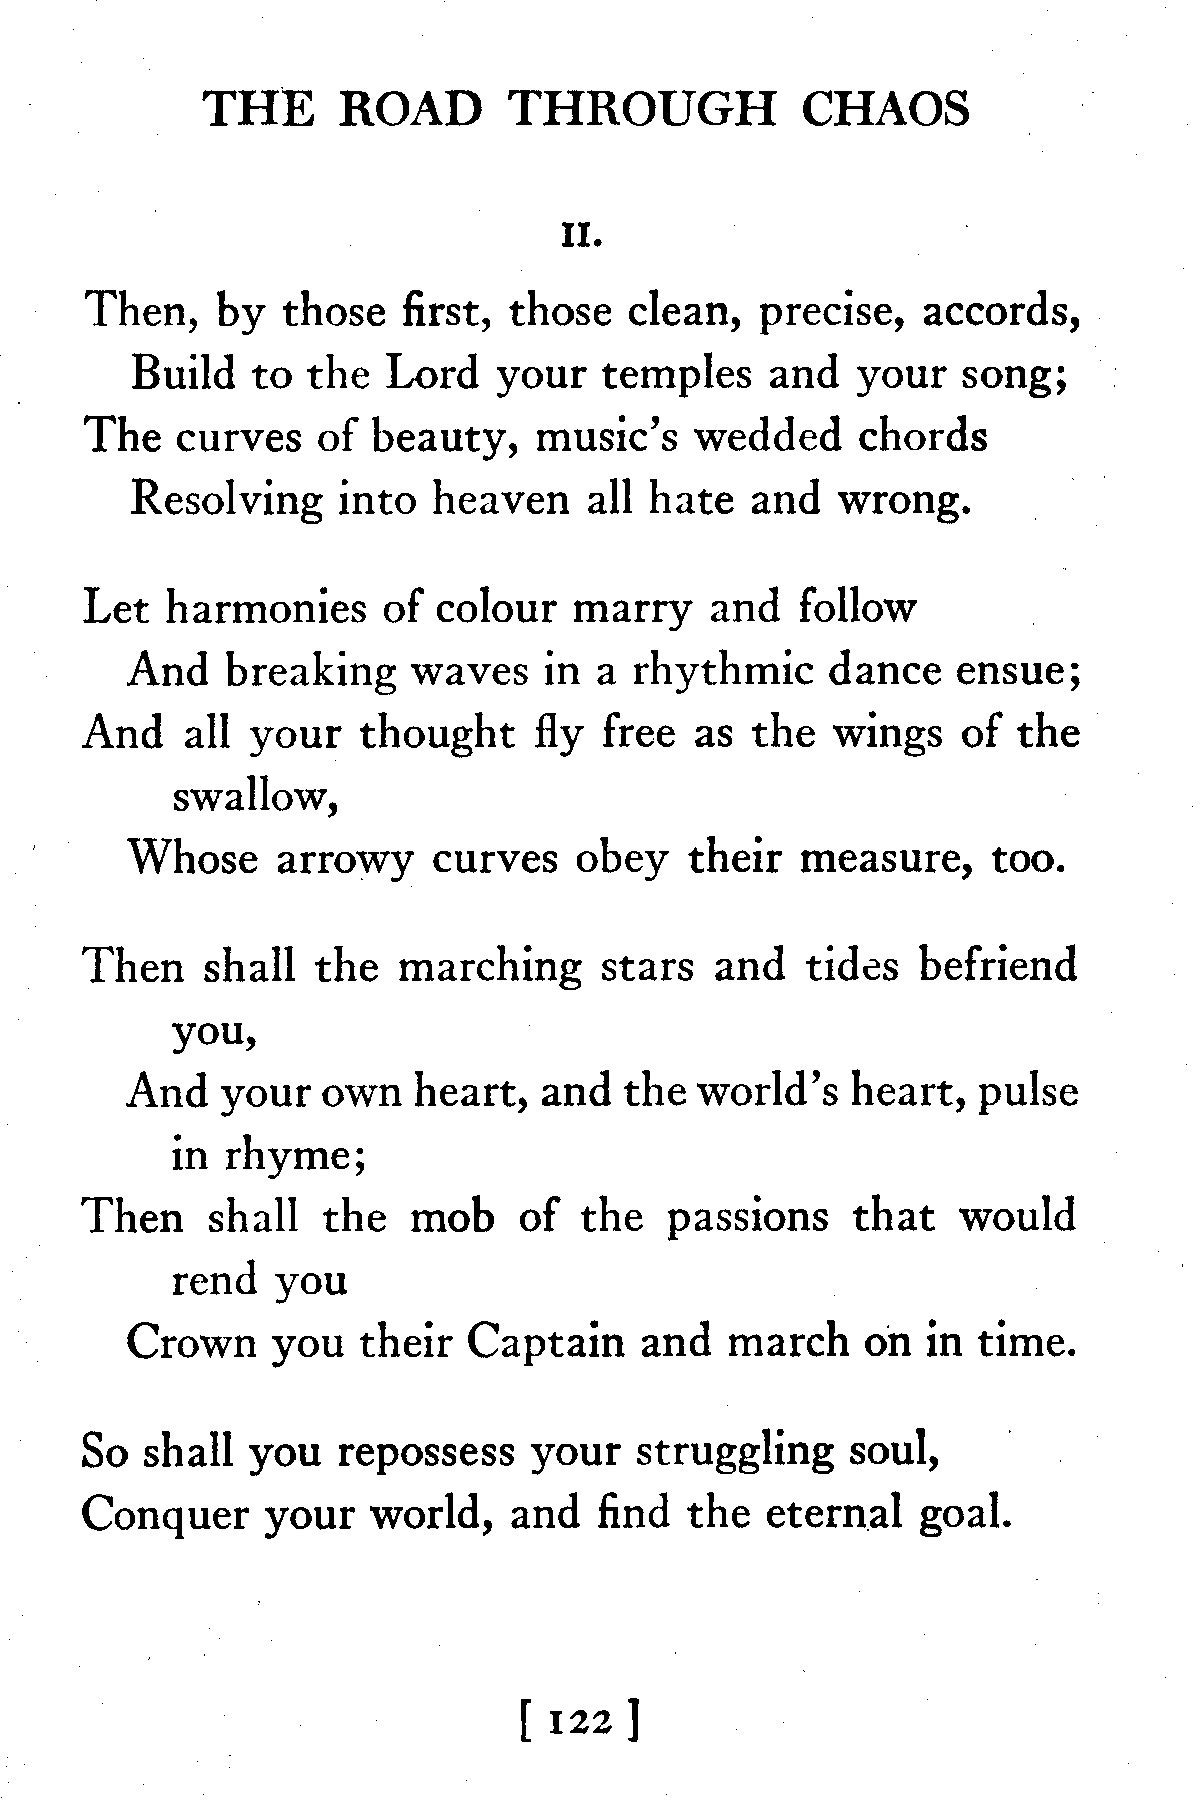 THE ROAD THROUGH CHAOS
II.
Then, by those first, those clean, precise, accords,
Build to the Lord your temples and your song;
The curves of beauty, music's wedded chords
Resolving into heaven all hate and wrong.
Let harmonies of colour marry and follow
And breaking waves in a rhythmic dance ensue;
And all your thought fly free as the wings of the
swallow,
Whose arrowy curves obey their measure, too.
Then shall the marching stars and tides befriend
you,
And your own heart, and the world's heart, pulse
in rhyme;
Then shall the mob of the passions that would
rend you
Crown you their Captain and march on in time.
So shall you repossess your struggling soul,
Conquer your world, and find the eternal goal.
[ 122 ]